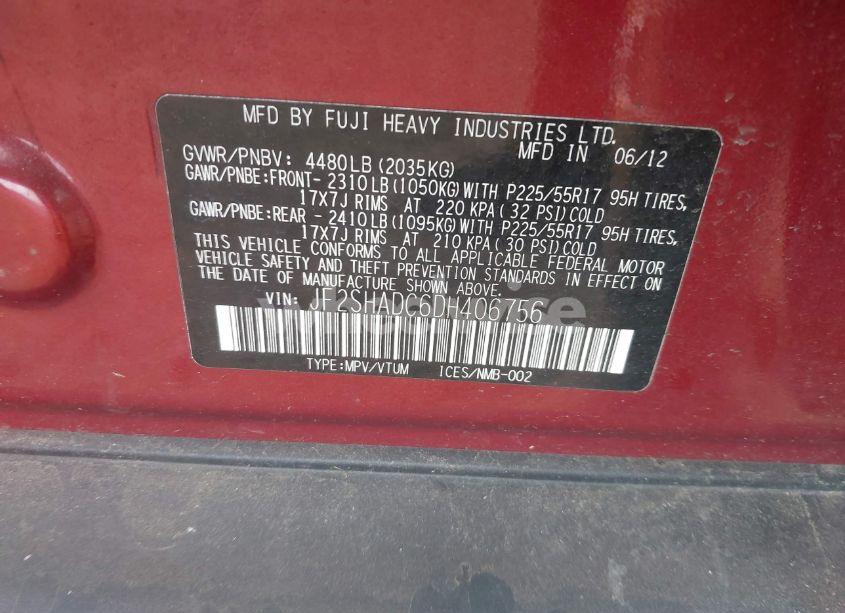 MFD BY FUJI HEAVY INDUSTRIES LTD.
MFD IN 06/12
GVWR/PNBV: 4480LB (2035KG)
GAWR/PNBE:FRONT- 2310LB (1050KG) WITH P225/55R17 95H TIRES,
17X7J RIMS AT 220 KPA (32 PSI) COLD
GAWR/PNBE:REAR - 2410LB (1095KG) WITH P225/55R17 95H TIRES,
17X7J RIMS AT 210 KPA (30 PSI) COLD
THIS VEHICLE CONFORMS TO ALL APPLICABLE FEDERAL MOTOR
VEHICLE SAFETY AND THEFT PREVENTION STANDARDS IN EFFECT ON
THE DATE OF MANUFACTURE SHOWN ABOVE.
VIN: JF2SHADC6DH406756
TYPE:MPV/VTUM ICES/NMB-002